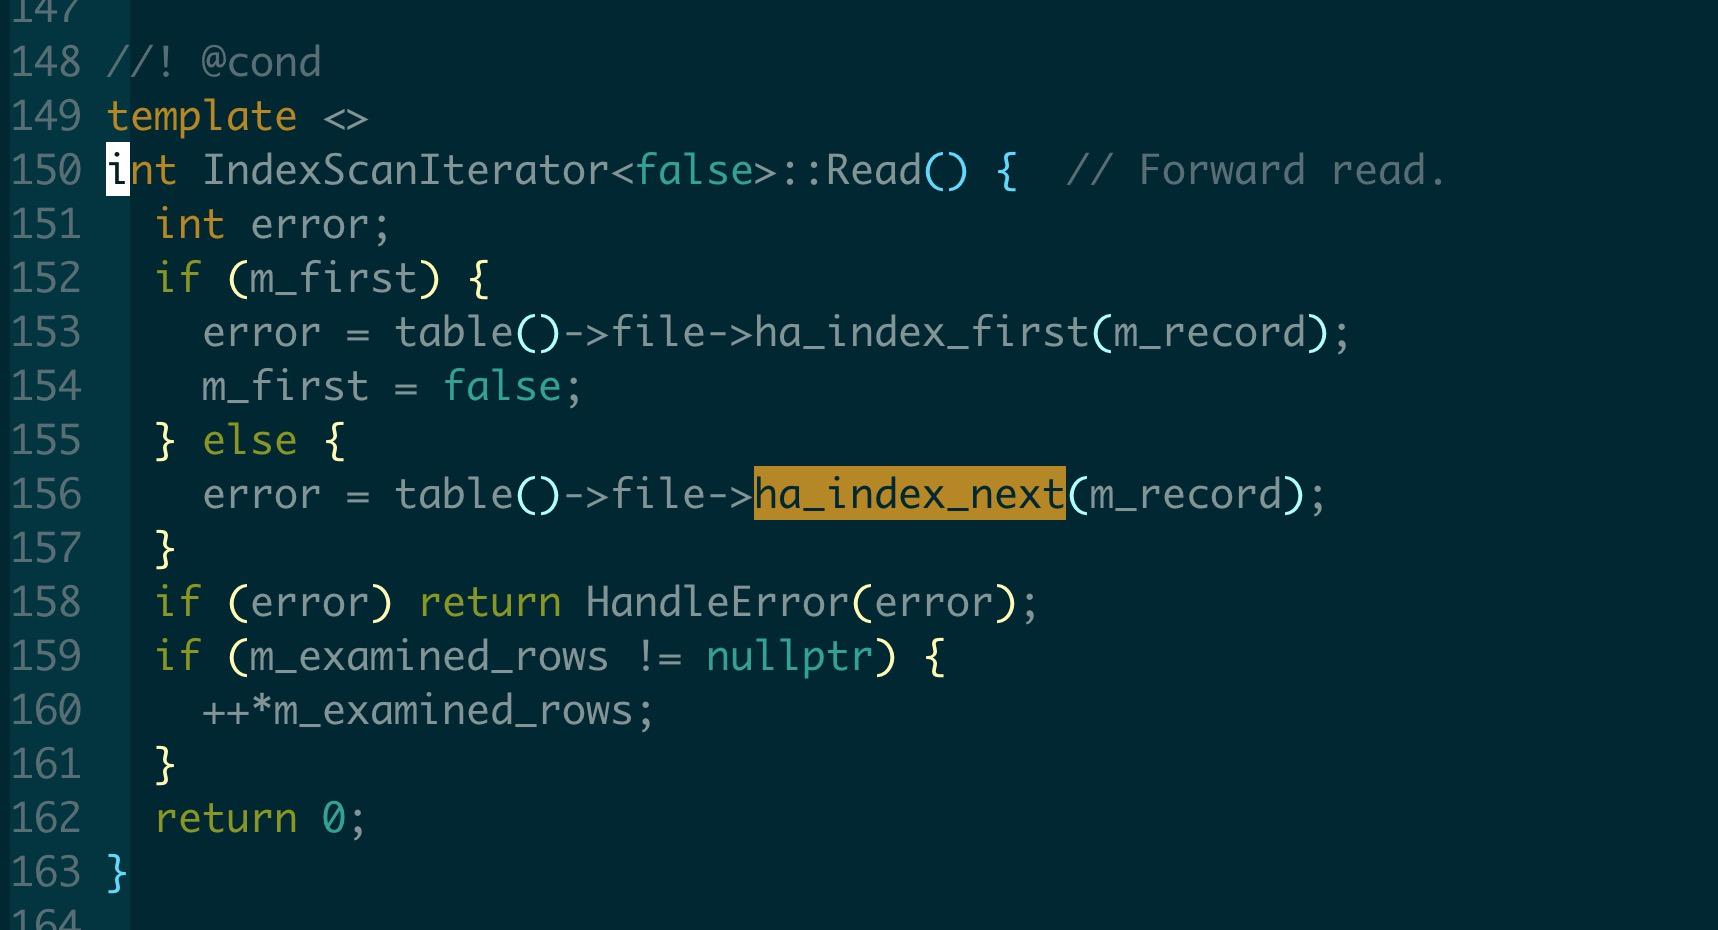 147
148 //! @cond
149 template <>
150 int IndexScanIterator<false>::Read() {  // Forward read.
151   int error;
152   if (m_first) {
153     error = table()->file->ha_index_first(m_record);
154     m_first = false;
155   } else {
156     error = table()->file->ha_index_next(m_record);
157   }
158   if (error) return HandleError(error);
159   if (m_examined_rows != nullptr) {
160     ++*m_examined_rows;
161   }
162   return 0;
163 }
164